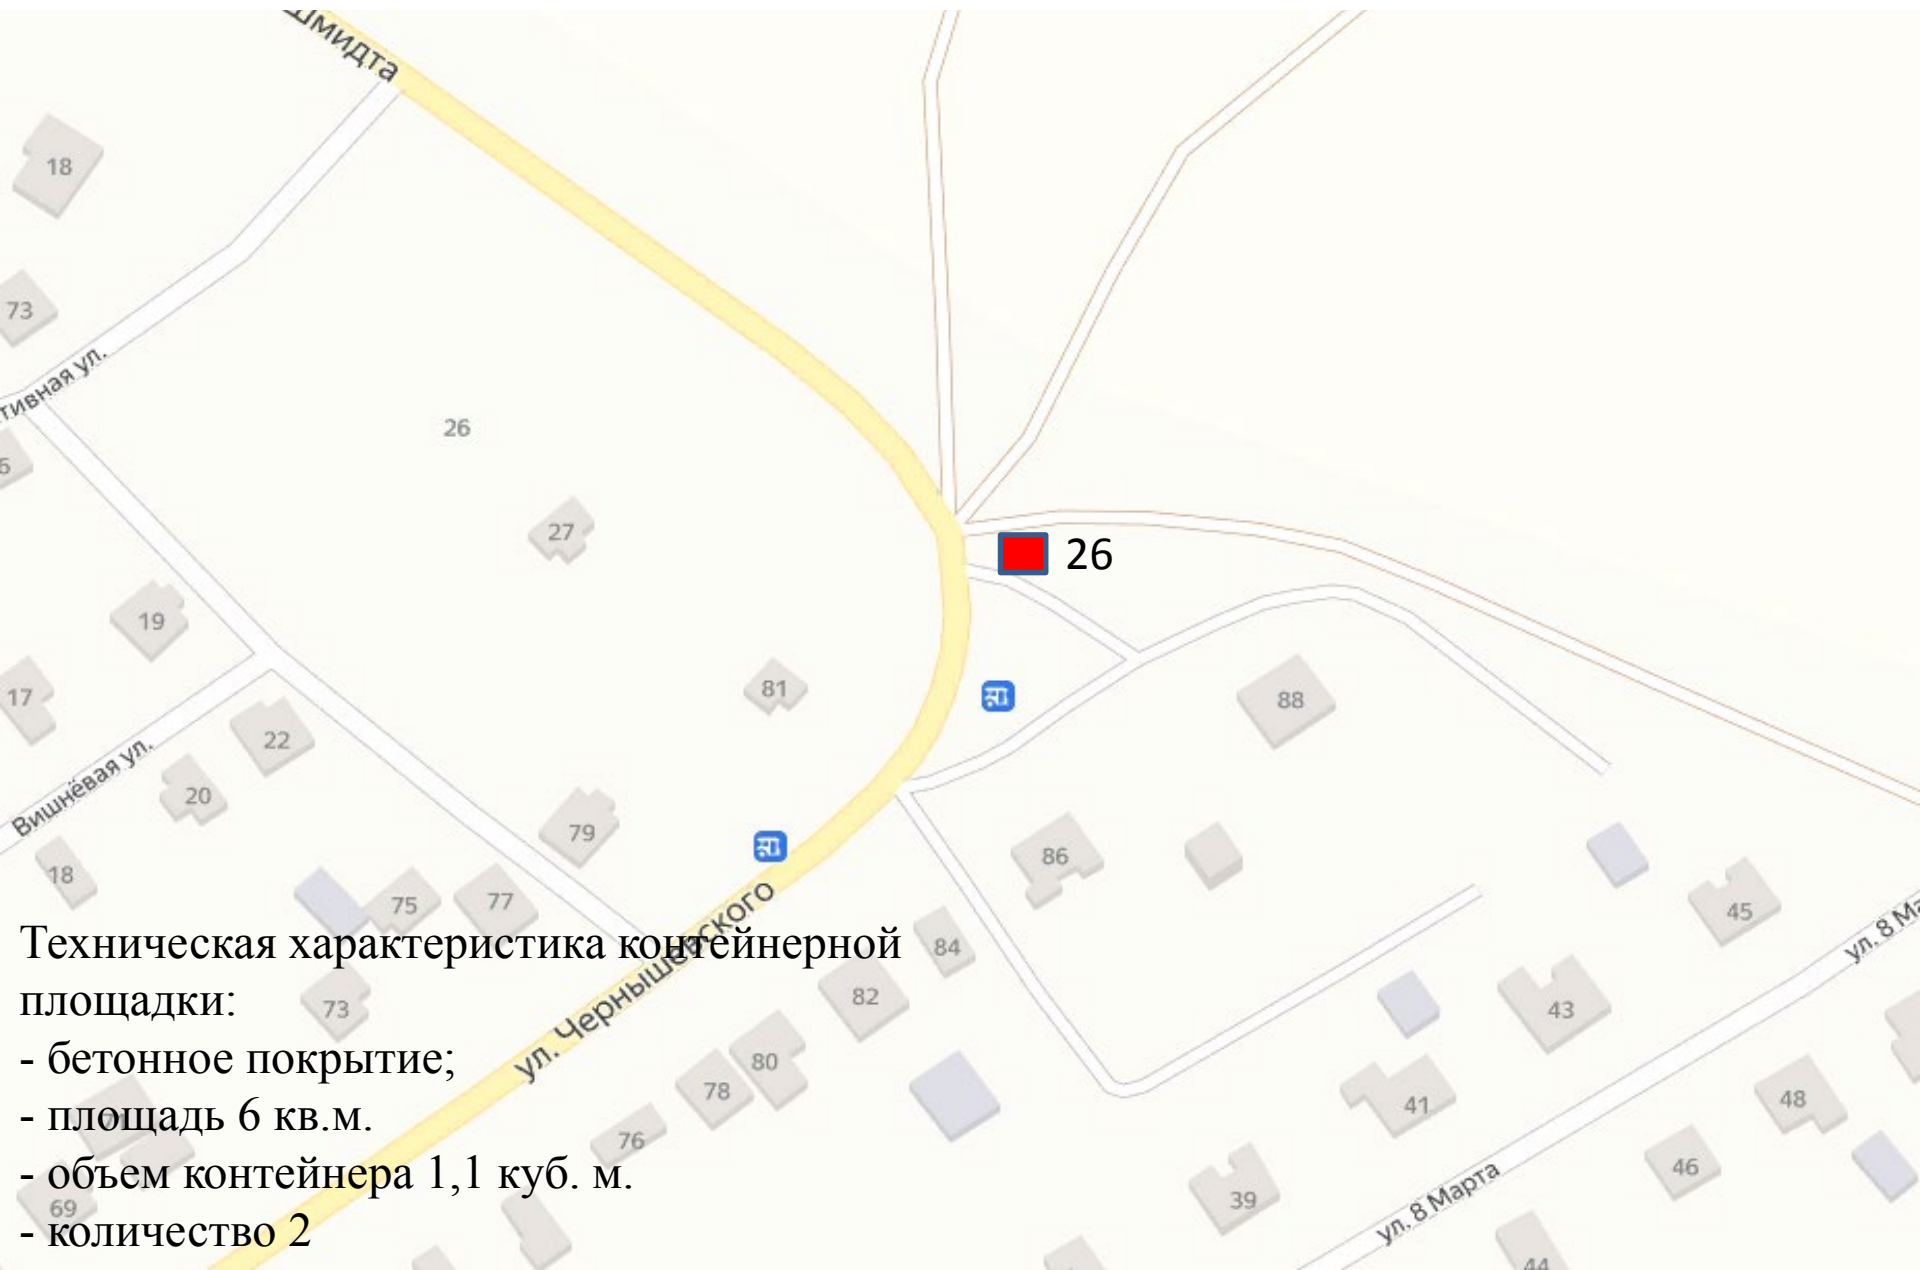 Шмидта
18
73
тивная ул.
26
27
26
19
17
81
88
22
Вишнёвая ул.
20
79
18
75
77
86
45
ул. 8 Ма
84
Техническая характеристика контейнерной
площадки:
- бетонное покрытие;
- площадь 6 кв.м.
- объем контейнера 1,1 куб. м.
- количество 2
ул. Чернышевского
73
82
43
80
78
41
48
76
46
69
39
ул. 8 Марта
44